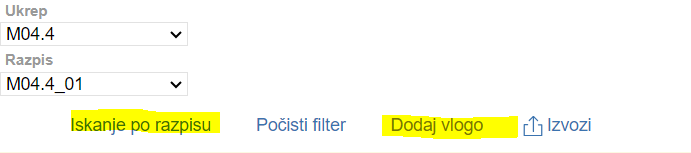 Ukrep
M04.4
Razpis
M04.4_01
Iskanje po razpisu Počisti filter Dodaj vlogo Izvozi